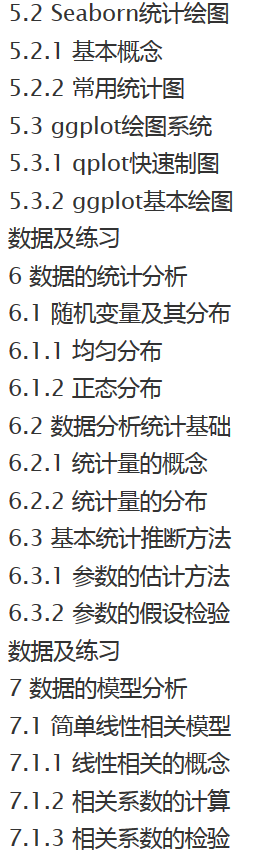 5.2 Seaborn统计绘图
5.2.1 基本概念
5.2.2 常用统计图
5.3 ggplot绘图系统
5.3.1 qplot快速制图
5.3.2 ggplot基本绘图
数据及练习
6 数据的统计分析
6.1 随机变量及其分布
6.1.1 均匀分布
6.1.2 正态分布
6.2 数据分析统计基础
6.2.1 统计量的概念
6.2.2 统计量的分布
6.3 基本统计推断方法
6.3.1 参数的估计方法
6.3.2 参数的假设检验
数据及练习
7 数据的模型分析
7.1 简单线性相关模型
7.1.1 线性相关的概念
7.1.2 相关系数的计算
7.1.3 相关系数的检验